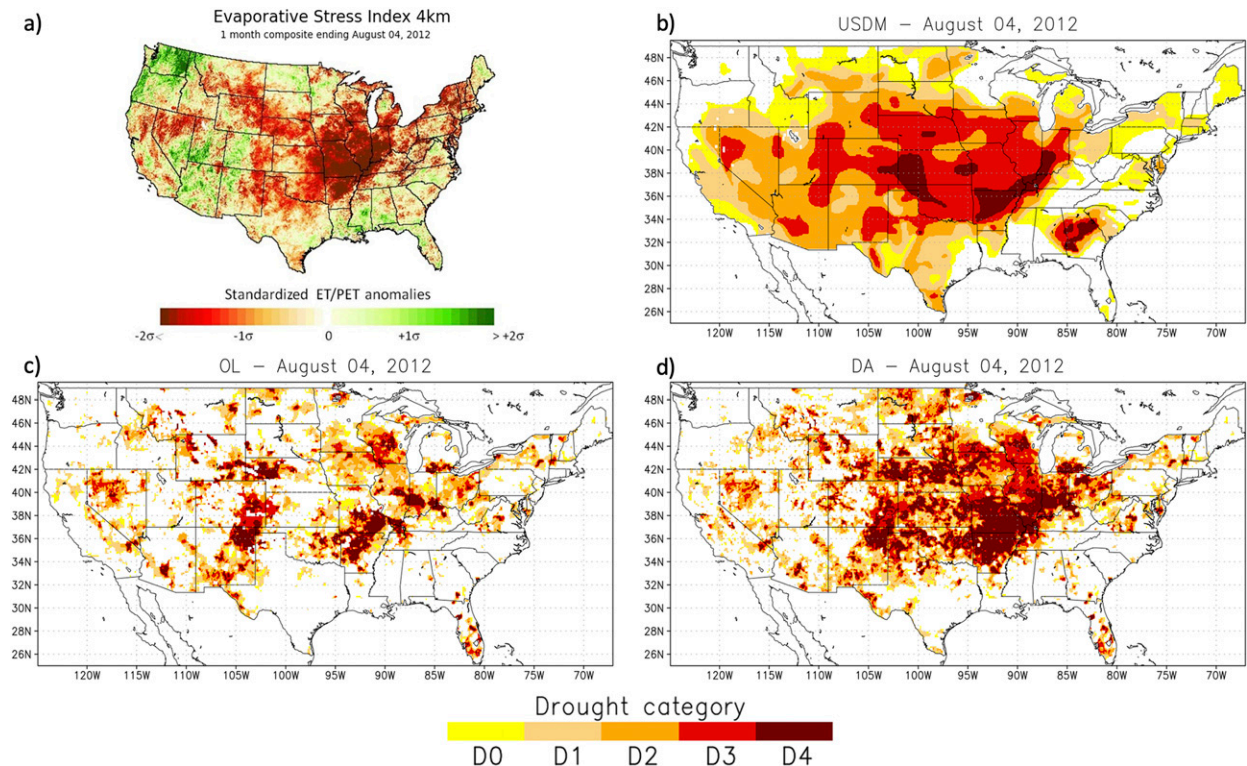 a)
Evaporative Stress Index 4km
1 month composite ending August 04, 2012
Standardized ET/PET anomalies
-2σ< -1σ 0 +1σ > +2σ
b)
USDM – August 04, 2012
48N
46N
44N
42N
40N
38N
36N
34N
32N
30N
28N
26N
120W 115W 110W 105W 100W 95W 90W 85W 80W 75W 70W
c)
OL – August 04, 2012
48N
46N
44N
42N
40N
38N
36N
34N
32N
30N
28N
26N
120W 115W 110W 105W 100W 95W 90W 85W 80W 75W 70W
d)
DA – August 04, 2012
48N
46N
44N
42N
40N
38N
36N
34N
32N
30N
28N
26N
120W 115W 110W 105W 100W 95W 90W 85W 80W 75W 70W
Drought category
D0 D1 D2 D3 D4